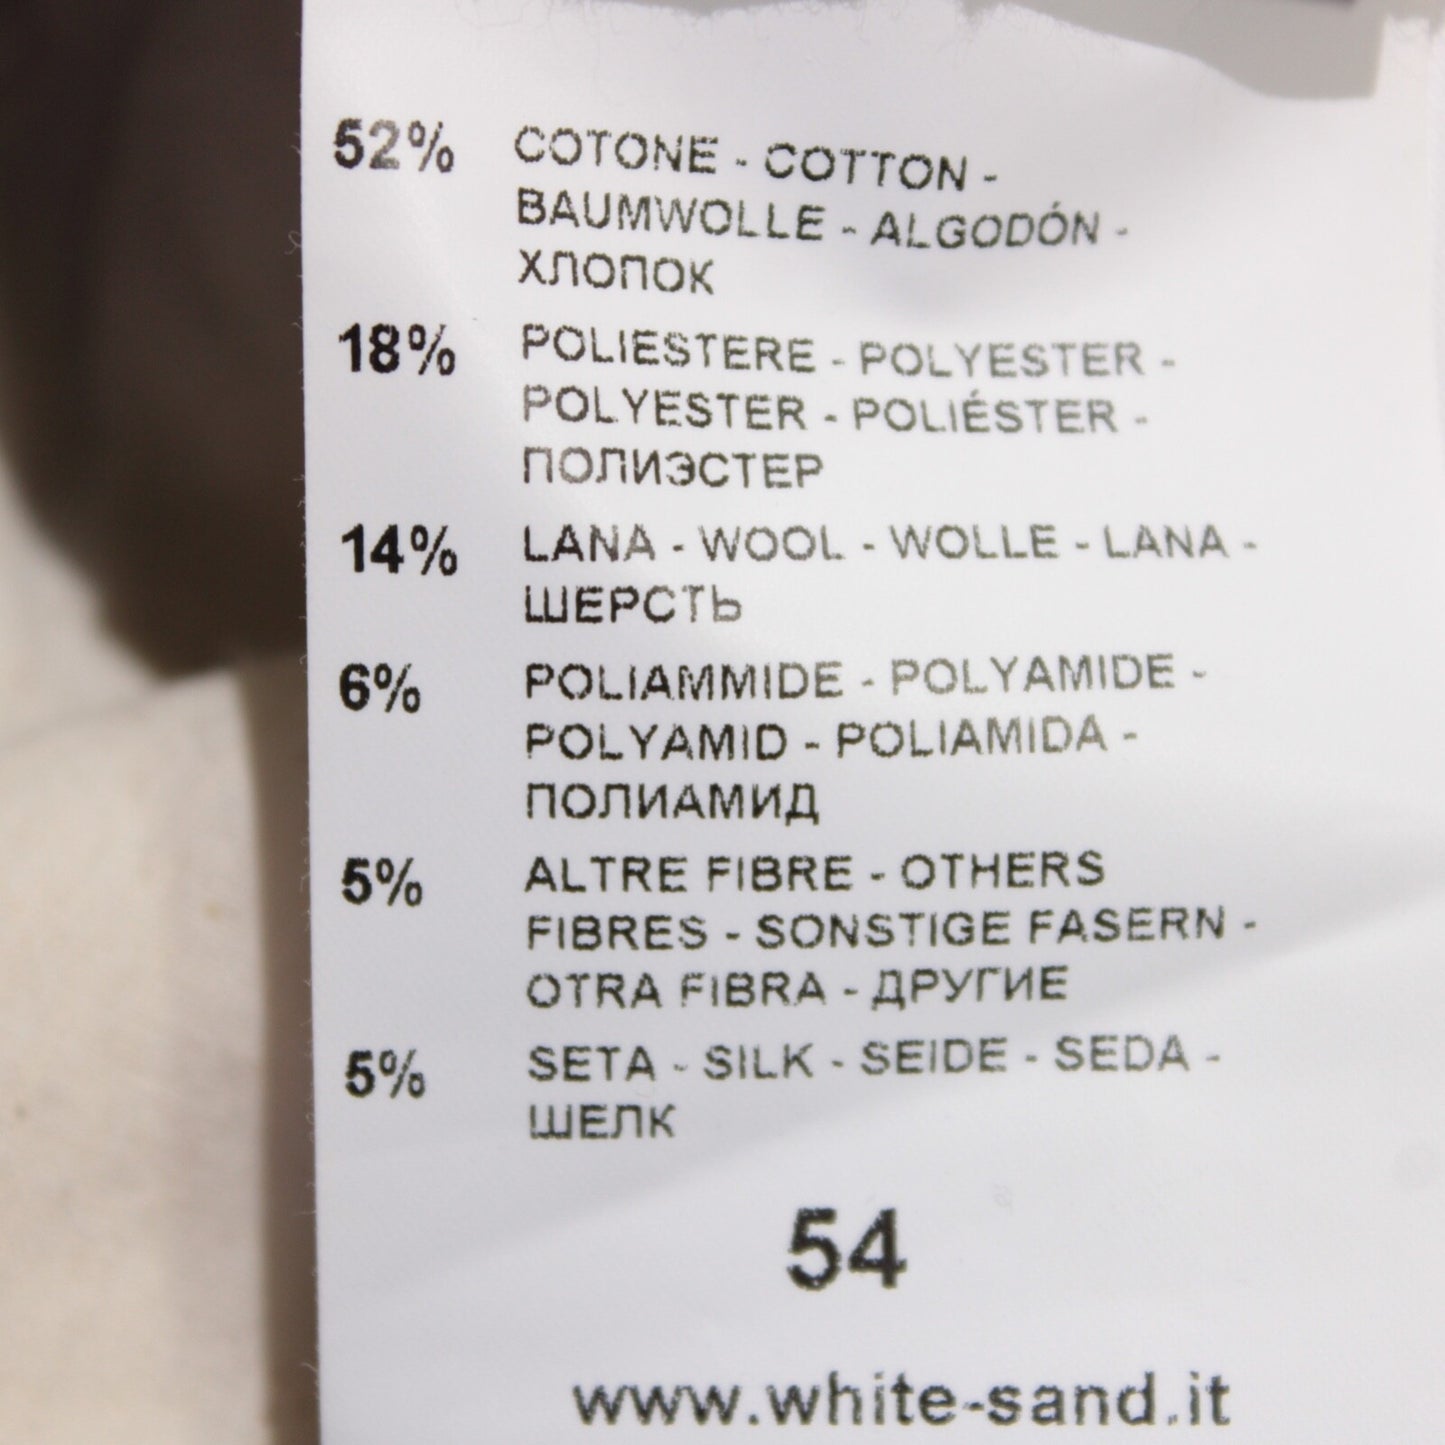 52% COTONE - COTTON -
BAUMWOLLE - ALGODÓN -
ХЛОПОК
18% POLIESTERE - POLYESTER -
POLYESTER - POLIÉSTER -
ПОЛИЭСТЕР
14% LANA - WOOL - WOLLE - LANA -
ШЕРСТЬ
6% POLIAMMIDE - POLYAMIDE -
POLYAMID - POLIAMIDA -
ПОЛИАМИД
5% ALTRE FIBRE - OTHERS
FIBRES - SONSTIGE FASERN -
OTRA FIBRA - ДРУГИЕ
5% SETA - SILK - SEIDE - SEDA -
ШЕЛК
54
www.white-sand.it